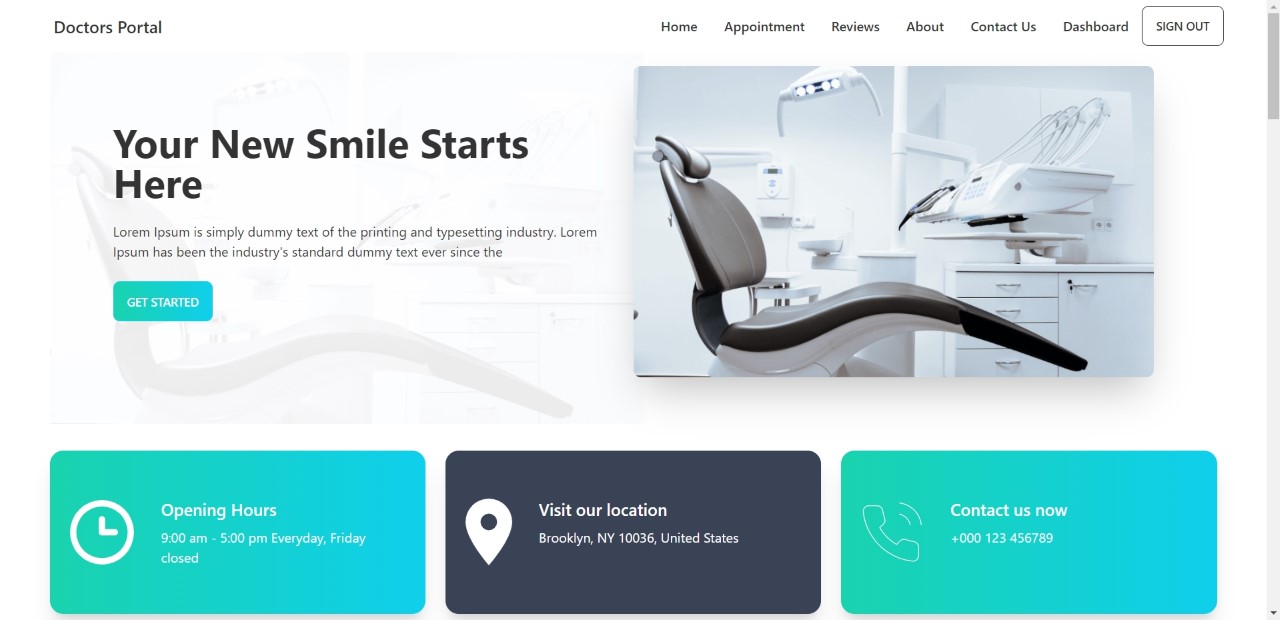 Doctors Portal
Home
Appointment
Reviews
About
Contact Us
Dashboard
SIGN OUT
Your New Smile Starts
Here
Lorem Ipsum is simply dummy text of the printing and typesetting industry. Lorem
Ipsum has been the industry's standard dummy text ever since the
GET STARTED
Opening Hours
9:00 am - 5:00 pm Everyday, Friday
closed
Visit our location
Brooklyn, NY 10036, United States
Contact us now
+000 123 456789